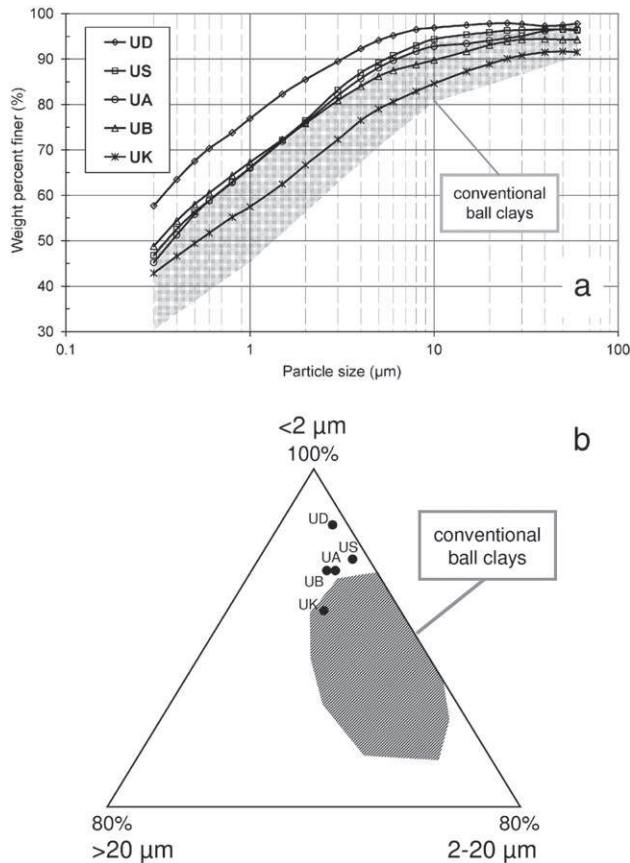 100
90
80
70
60
50
40
30
Weight percent finer (%)
UD
US
UA
UB
UK
conventional
ball clays
a
0.1
1
10
100
Particle size (µm)
b
<2 µm
100%
UD
US
UA
UB
UK
conventional
ball clays
80%
80%
>20 µm
2-20 µm